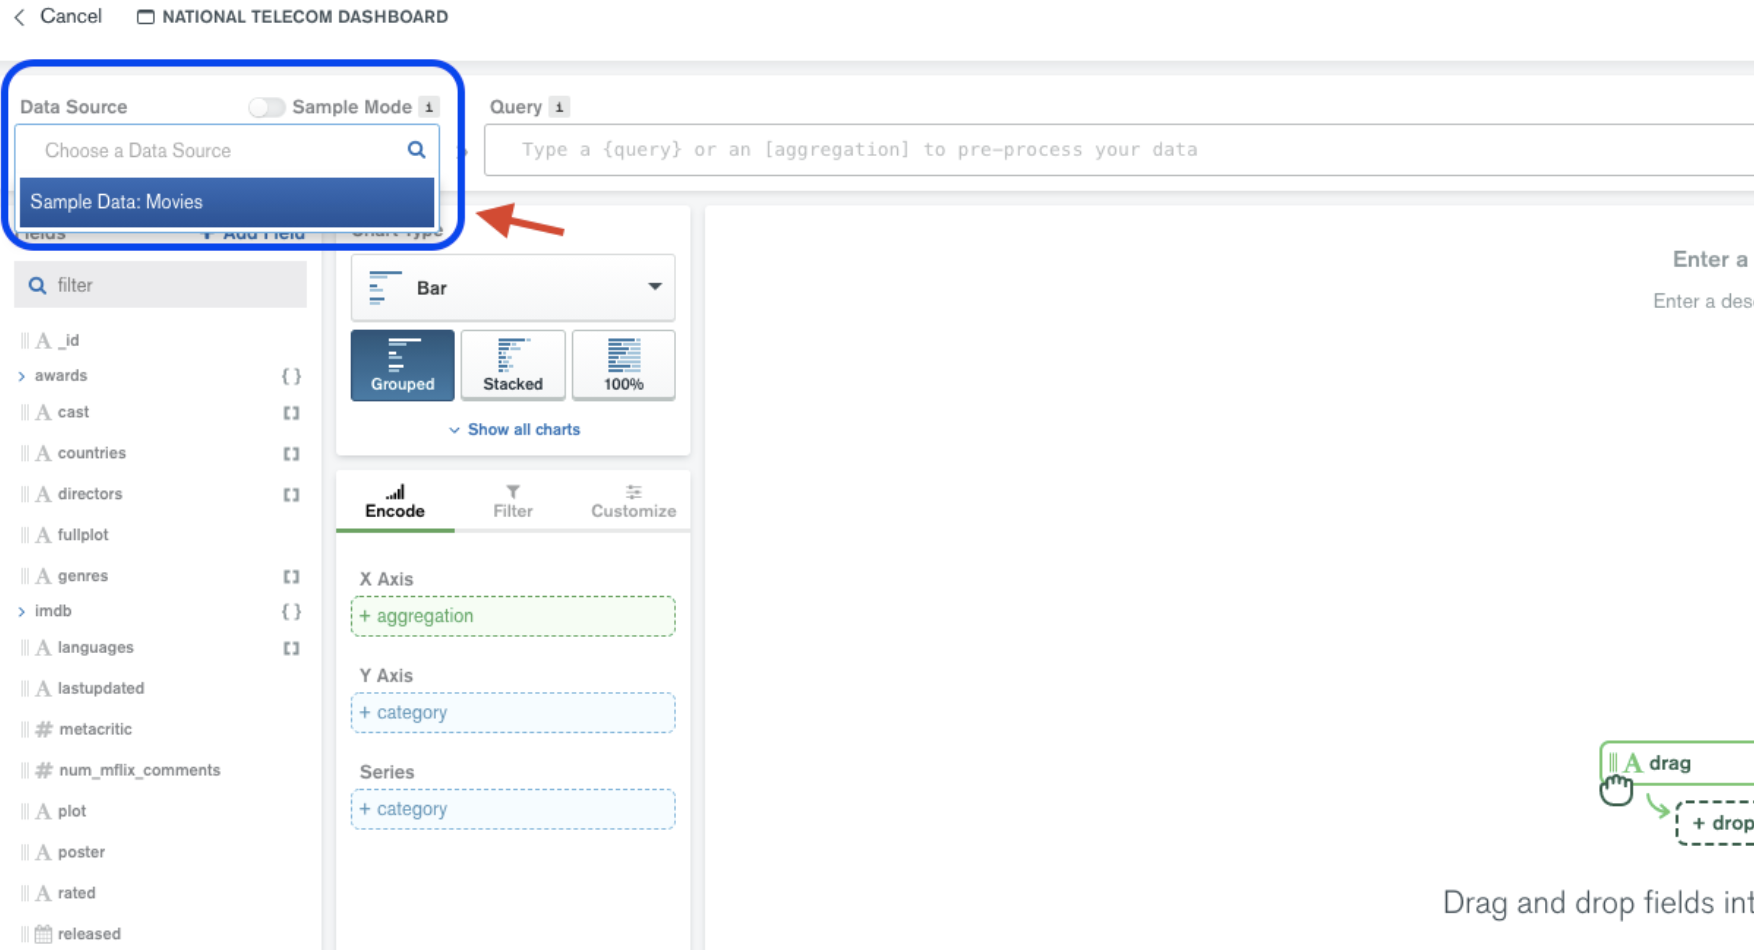 Cancel NATIONAL TELECOM DASHBOARD
Data Source Sample Mode i Query i
Choose a Data Source
Type a {query} or an [aggregation] to pre-process your data
Sample Data: Movies
Fields + Add Field
filter
_id
awards { }
cast [ ]
countries [ ]
directors [ ]
fullplot
genres [ ]
imdb { }
languages [ ]
lastupdated
# metacritic
# num_mflix_comments
plot
poster
rated
released
Chart Type
Bar
Grouped Stacked 100%
Show all charts
Encode Filter Customize
X Axis
+ aggregation
Y Axis
+ category
Series
+ category
Enter a
Enter a des
A drag
+ drop
Drag and drop fields int